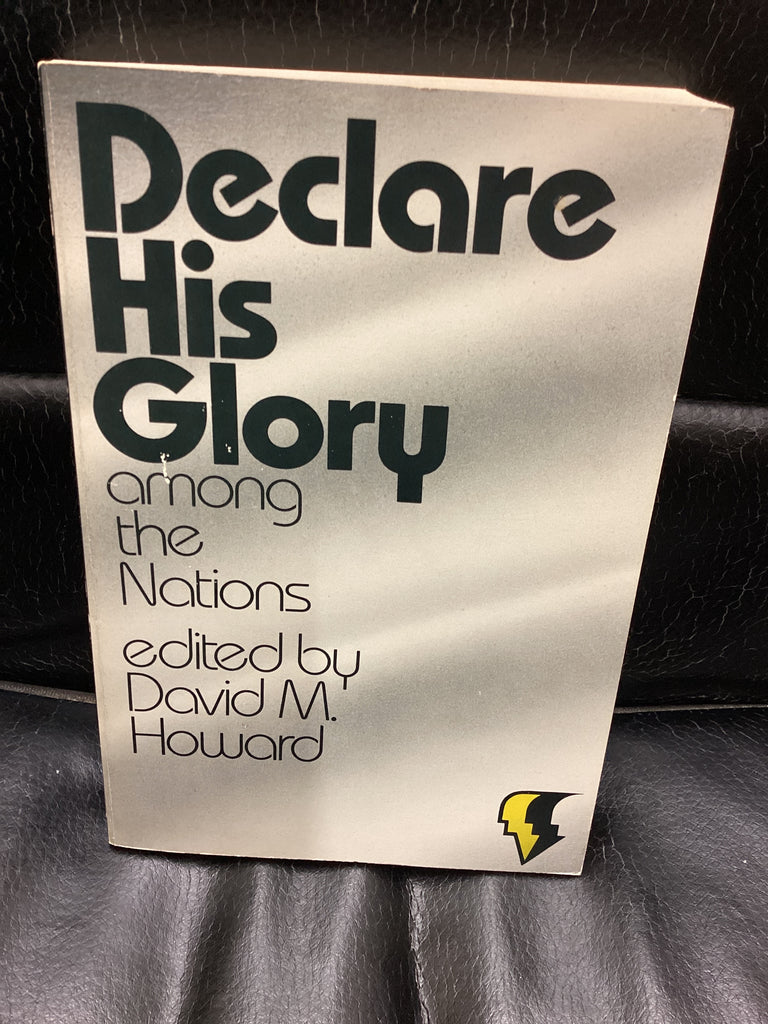 Declare
His
Glory
among
the
Nations
edited by
David M.
Howard